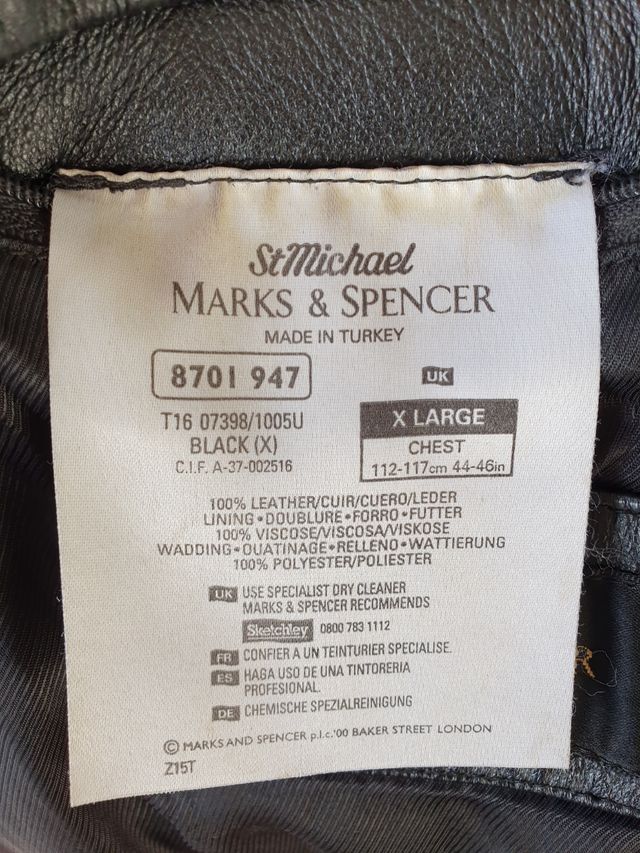 StMichael
MARKS & SPENCER
MADE IN TURKEY
8701 947
UK
T16 07398/1005U
X LARGE
BLACK (X)
CHEST
C.I.F. A-37-002516
112-117cm 44-46in
100% LEATHER/CUIR/CUERO/LEDER
LINING•DOUBLURE•FORRO•FUTTER
100% VISCOSE/VISCOSA/VISKOSE
WADDING•OUATINAGE•RELLENO•WATTIERUNG
100% POLYESTER/POLIESTER
UK USE SPECIALIST DRY CLEANER
MARKS & SPENCER RECOMMENDS
Sketchley 0800 783 1112
FR CONFIER A UN TEINTURIER SPECIALISE.
ES HAGA USO DE UNA TINTORERIA
PROFESIONAL.
DE CHEMISCHE SPEZIALREINIGUNG
© MARKS AND SPENCER p.l.c.'00 BAKER STREET LONDON
Z15T